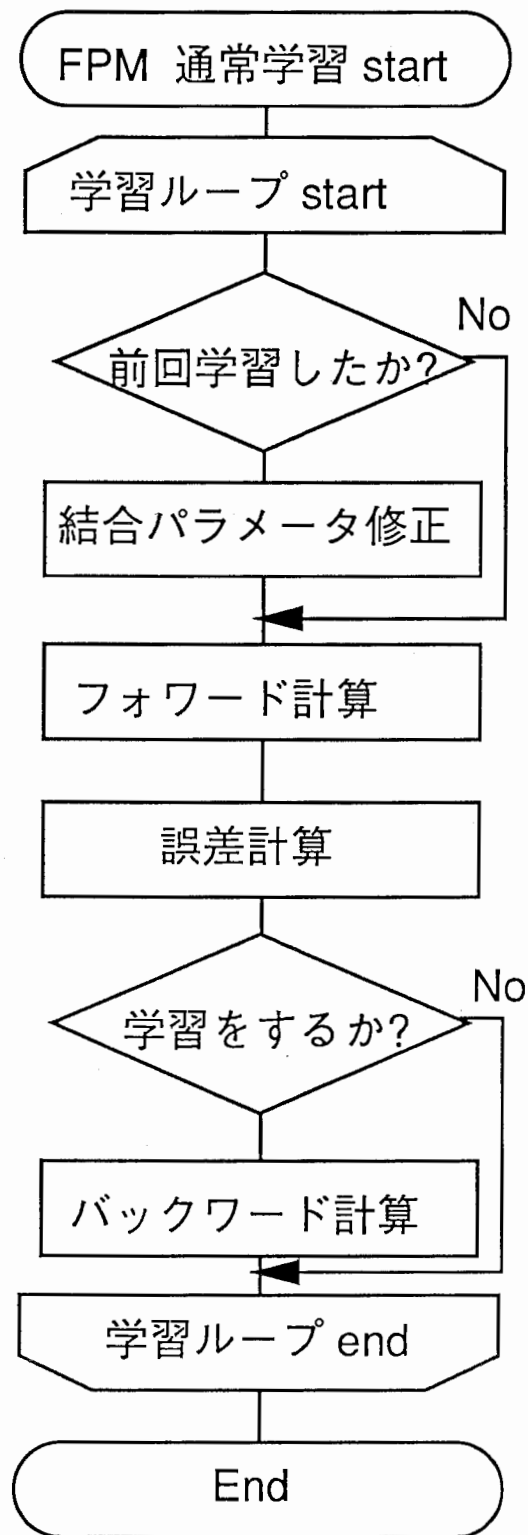 FPM 通常学習 start
学習ループ start
No
前回学習したか?
結合パラメータ修正
フォワード計算
誤差計算
No
学習をするか?
バックワード計算
学習ループ end
End